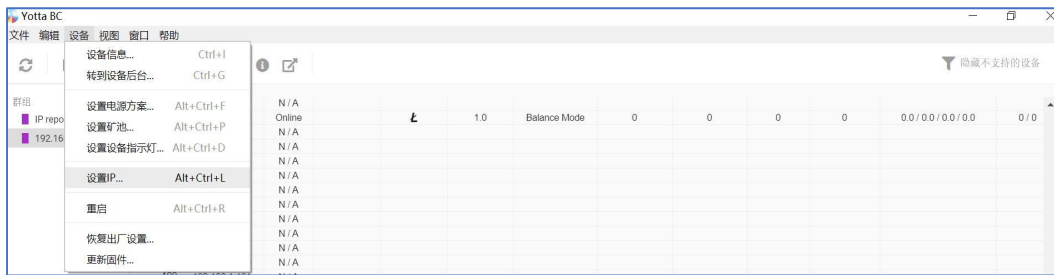 Yotta BC
文件 编辑 设备 视图 窗口 帮助
设备信息... Ctrl+I
转到设备后台... Ctrl+G
隐藏不支持的设备
群组
IP repo
192.16
设置电源方案... Alt+Ctrl+F
设置矿池... Alt+Ctrl+P
设置设备指示灯... Alt+Ctrl+D
设置IP... Alt+Ctrl+L
重启 Alt+Ctrl+R
恢复出厂设置...
更新固件...
N/A
Online Ł 1.0 Balance Mode 0 0 0 0 0.0 / 0.0 / 0.0 / 0.0 0 / 0
N/A
N/A
N/A
N/A
N/A
N/A
N/A
N/A
N/A
N/A